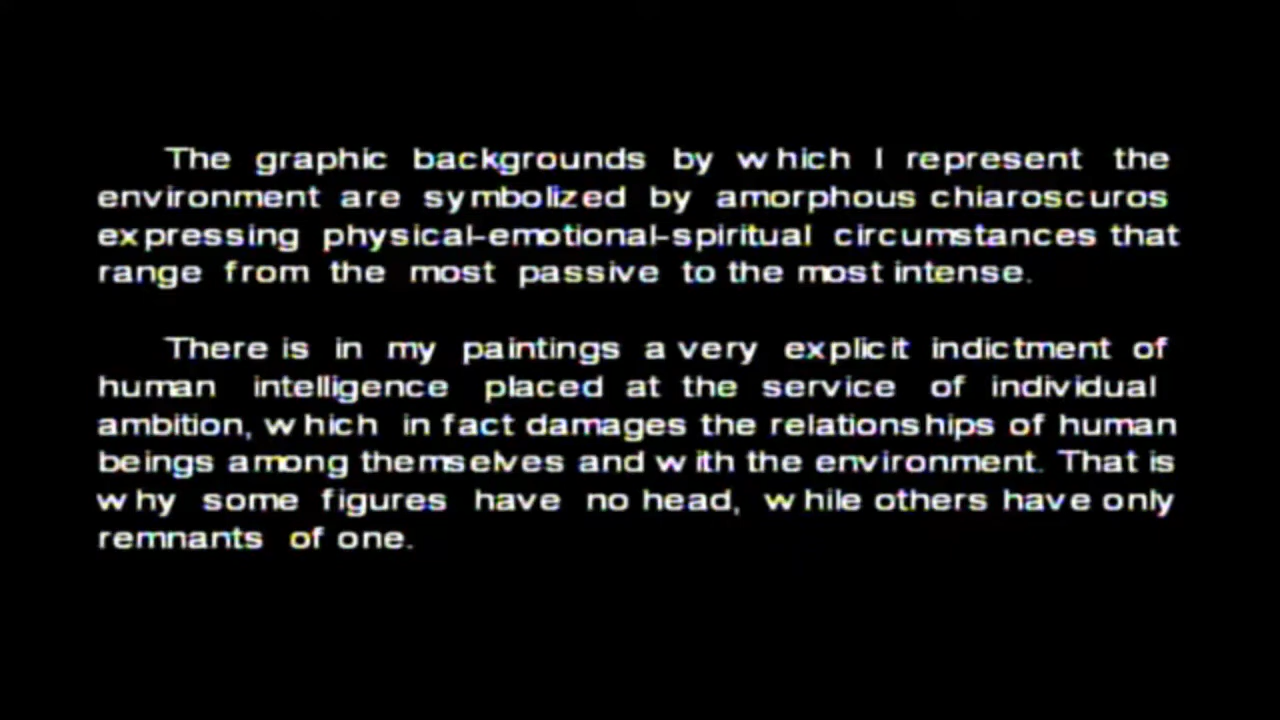 The graphic backgrounds by which I represent the
environment are symbolized by amorphous chiaroscuros
expressing physical-emotional-spiritual circumstances that
range from the most passive to the most intense.
There is in my paintings a very explicit indictment of
human intelligence placed at the service of individual
ambition, which in fact damages the relationships of human
beings among themselves and with the environment. That is
why some figures have no head, while others have only
remnants of one.